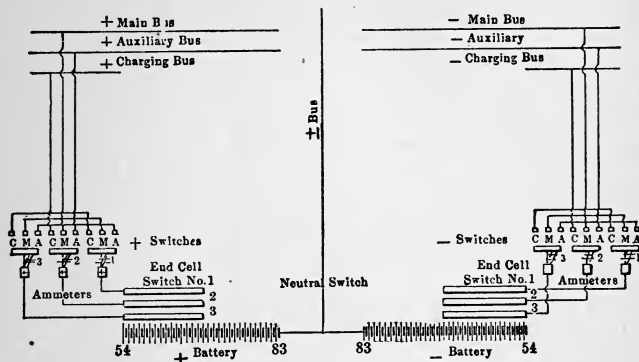 + Main Bus
+ Auxiliary Bus
+ Charging Bus
− Main Bus
− Auxiliary
− Charging Bus
± Bus
C M A C M A C M A
#3 #2 #1
+ Switches
Ammeters
End Cell
Switch No.1
2
3
Neutral Switch
− Switches
C M A C M A C M A
#3 #2 #1
End Cell
Switch No.1
2
3
Ammeters
54 + Battery 83
83 − Battery 54